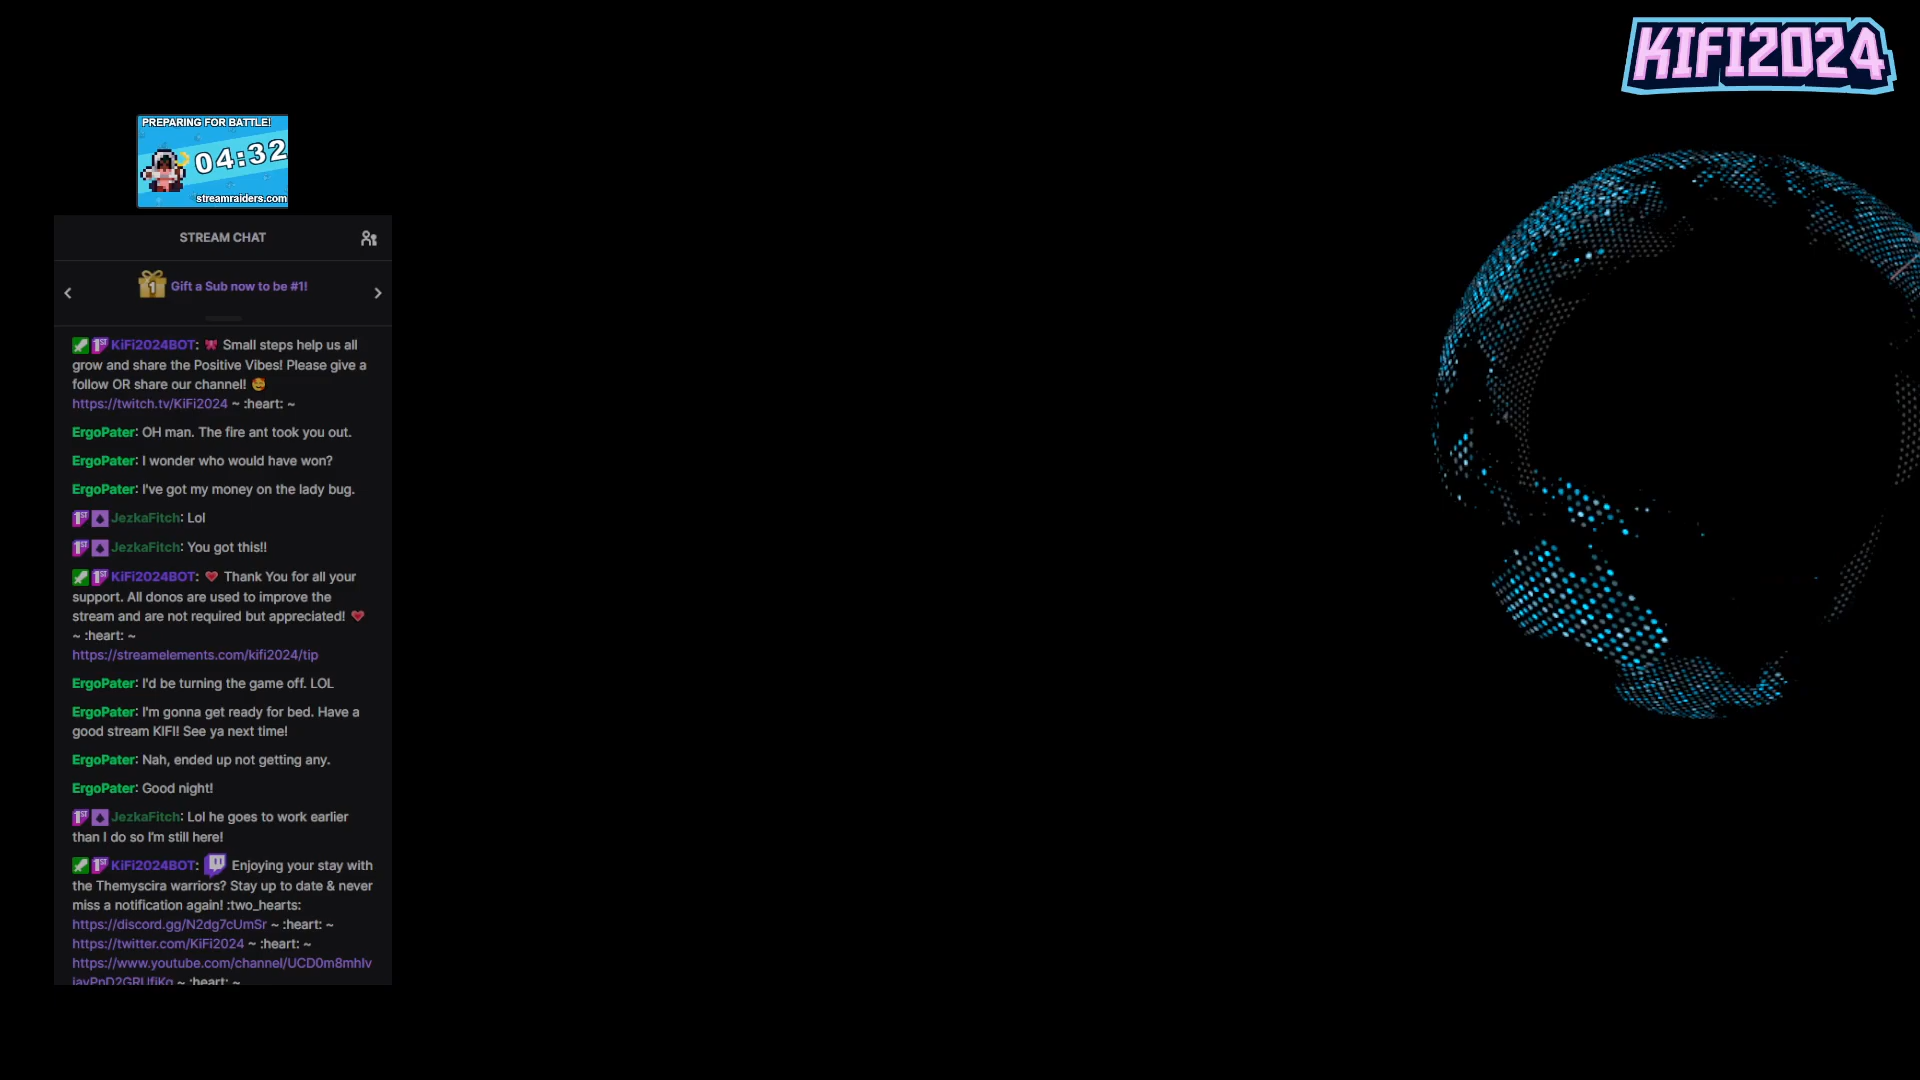 KIFI2024
PREPARING FOR BATTLE!
04:32
streamraiders.com
STREAM CHAT
1
Gift a Sub now to be #1!
1ST KiFi2024BOT: Small steps help us all
grow and share the Positive Vibes! Please give a
follow OR share our channel!
https://twitch.tv/KiFi2024 ~ :heart: ~
ErgoPater: OH man. The fire ant took you out.
ErgoPater: I wonder who would have won?
ErgoPater: I've got my money on the lady bug.
1ST JezkaFitch: Lol
1ST JezkaFitch: You got this!!
1ST KiFi2024BOT: Thank You for all your
support. All donos are used to improve the
stream and are not required but appreciated!
~ :heart: ~
https://streamelements.com/kifi2024/tip
ErgoPater: I'd be turning the game off. LOL
ErgoPater: I'm gonna get ready for bed. Have a
good stream KIFI! See ya next time!
ErgoPater: Nah, ended up not getting any.
ErgoPater: Good night!
1ST JezkaFitch: Lol he goes to work earlier
than I do so I'm still here!
1ST KiFi2024BOT: Enjoying your stay with
the Themyscira warriors? Stay up to date & never
miss a notification again! :two_hearts:
https://discord.gg/N2dg7cUmSr ~ :heart: ~
https://twitter.com/KiFi2024 ~ :heart: ~
https://www.youtube.com/channel/UCD0m8mhIv
~ :heart: ~